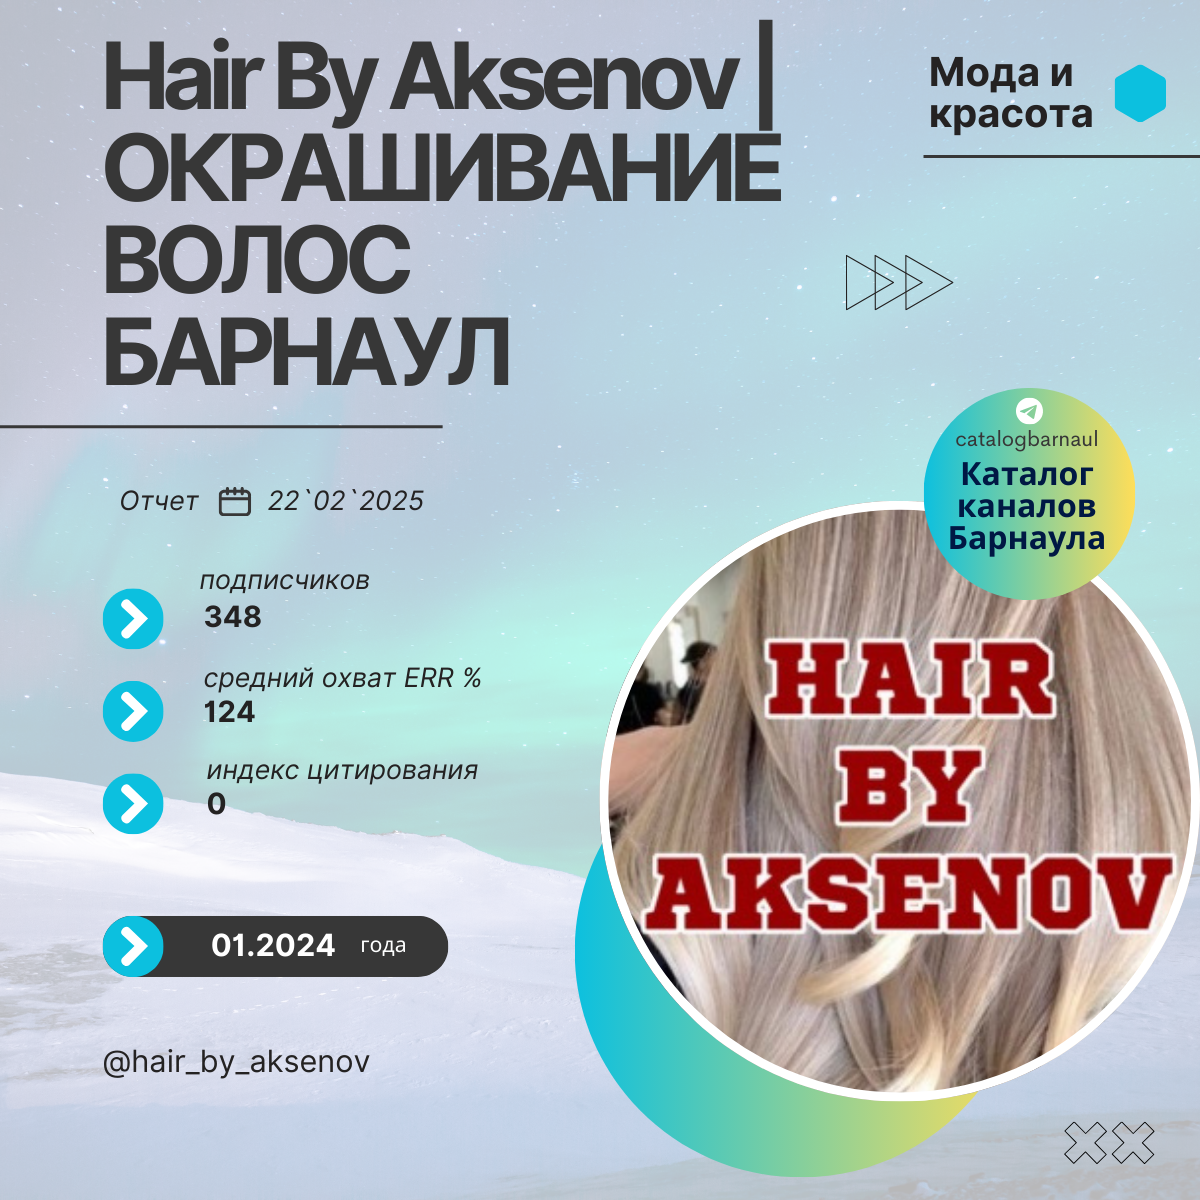 Hair By Aksenov |
ОКРАШИВАНИЕ
ВОЛОС
БАРНАУЛ
Мода и
красота
catalogbarnaul
Каталог
каналов
Барнаула
Отчет 22`02`2025
подписчиков
348
средний охват ERR %
124
индекс цитирования
0
01.2024 года
@hair_by_aksenov
HAIR
BY
AKSENOV